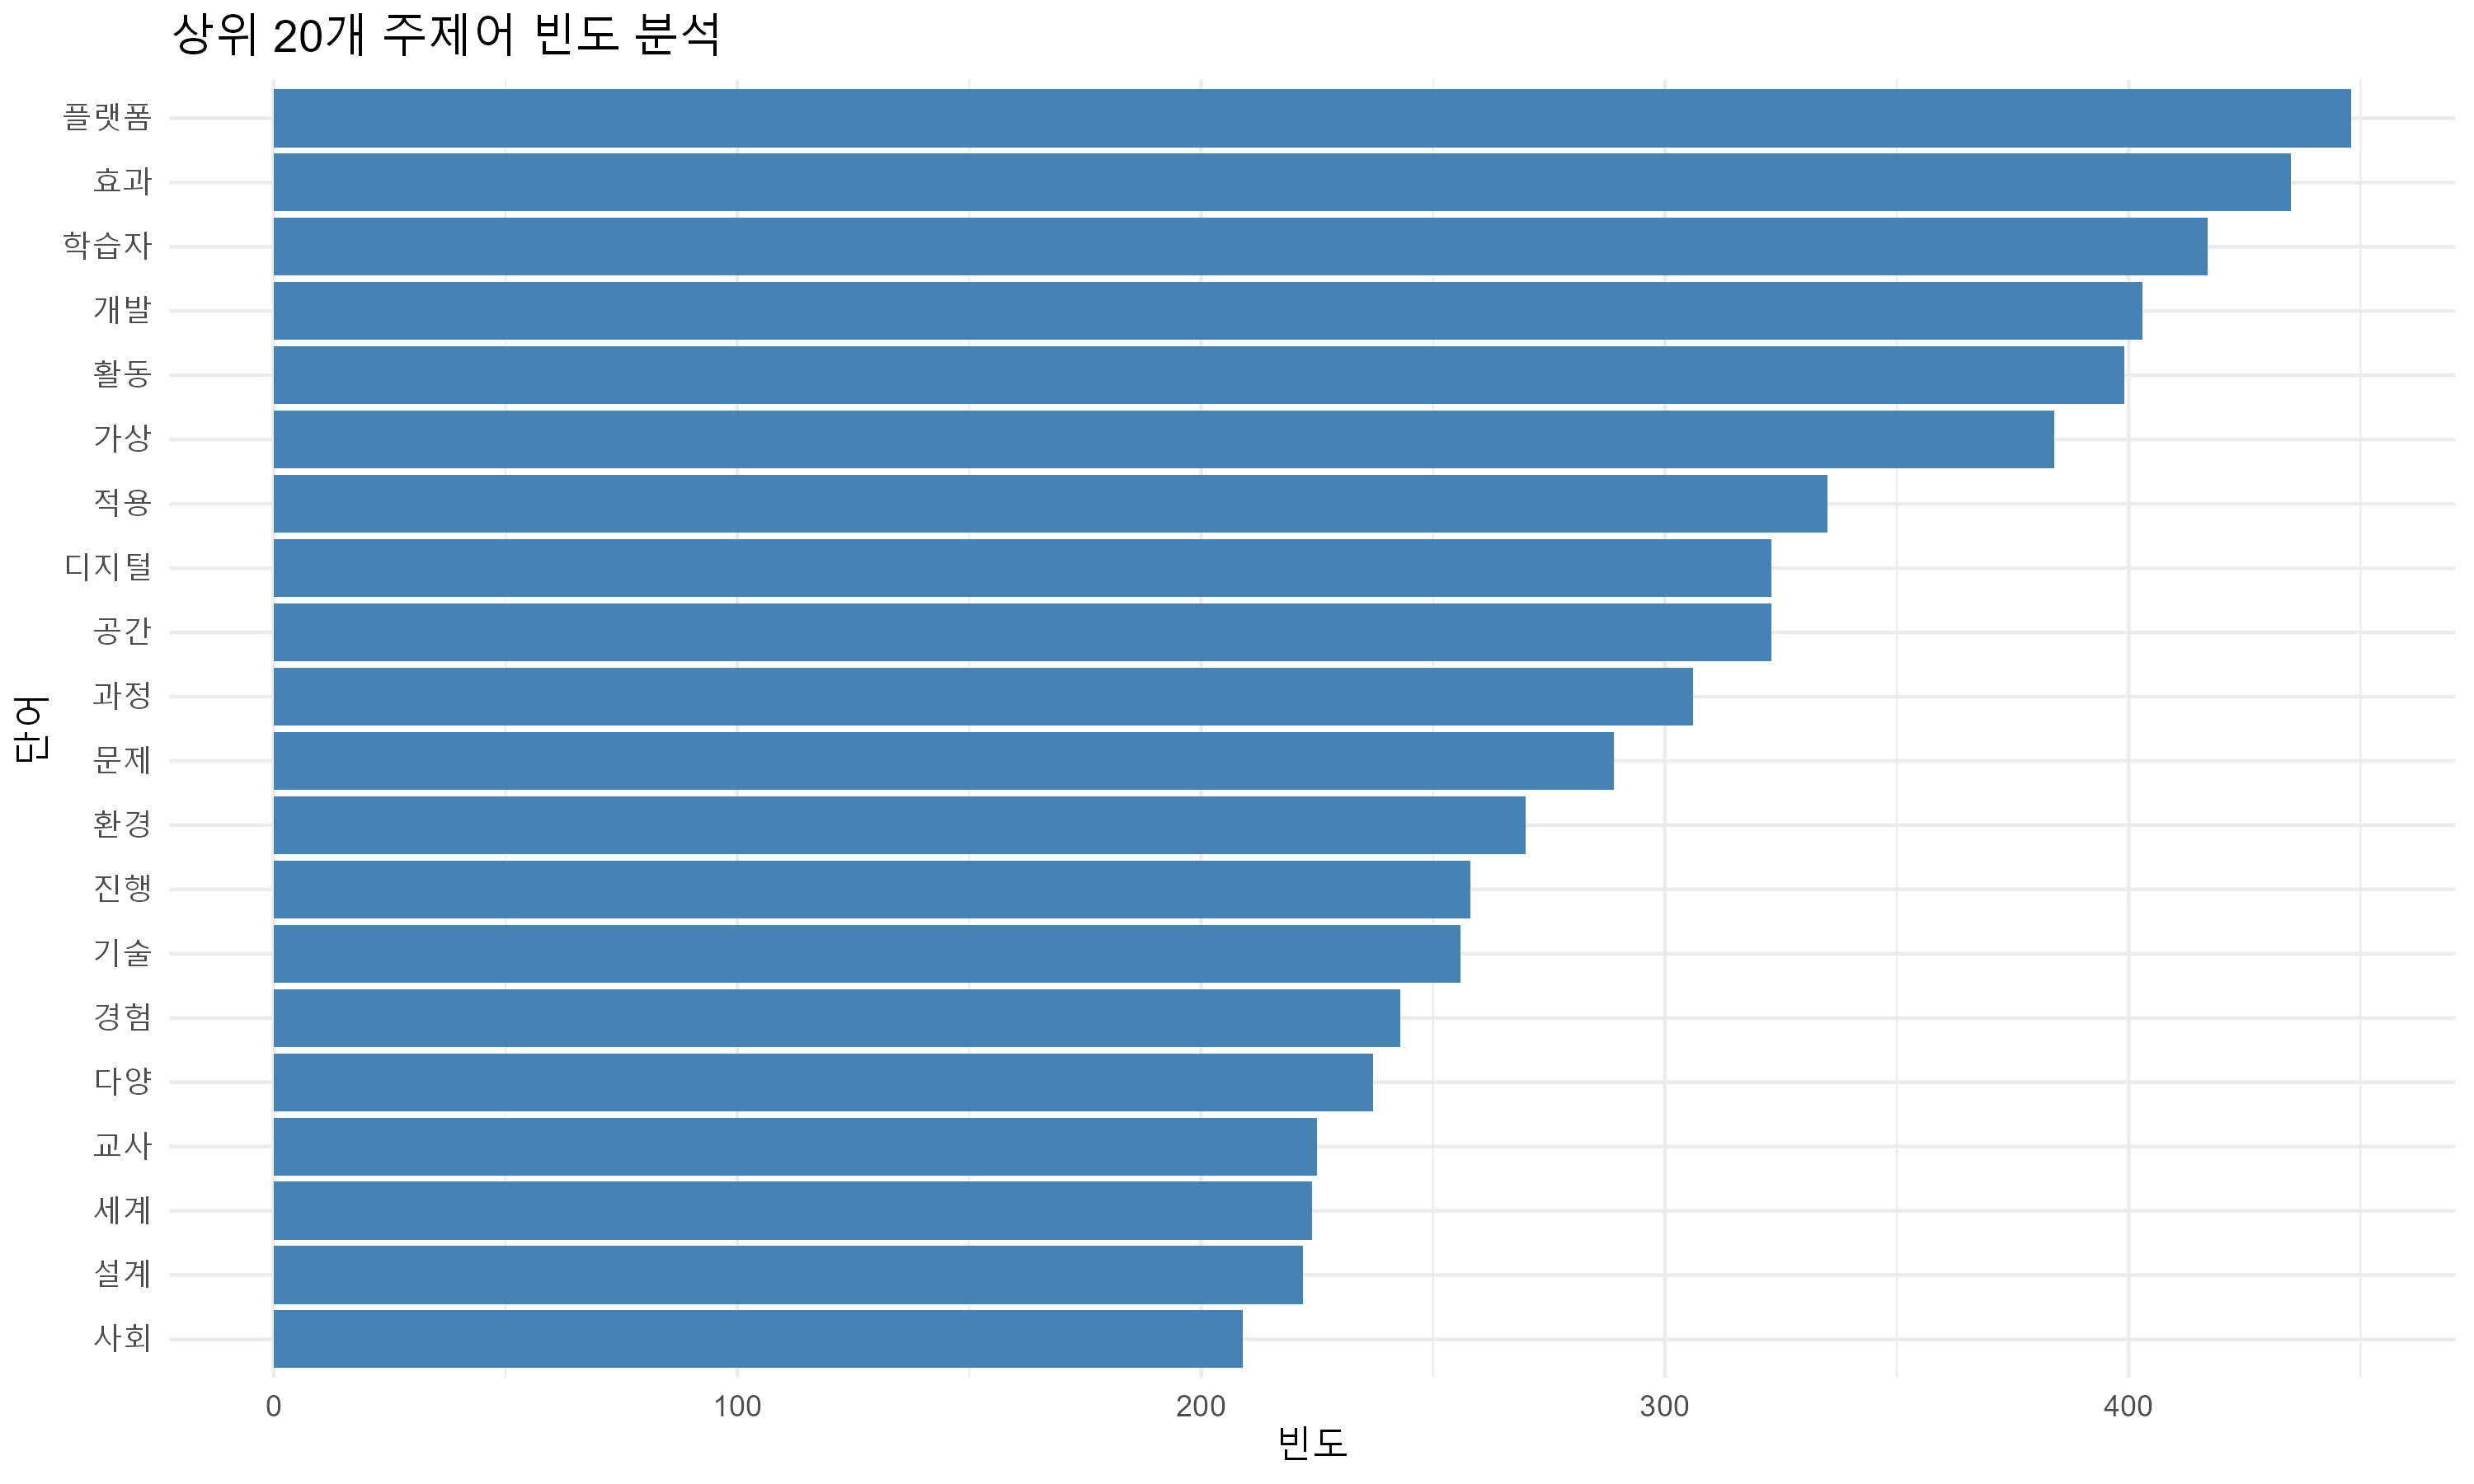 상위 20개 주제어 빈도 분석
단어
플랫폼
효과
학습자
개발
활동
가상
적용
디지털
공간
과정
문제
환경
진행
기술
경험
다양
교사
세계
설계
사회
0 100 200 300 400
빈도